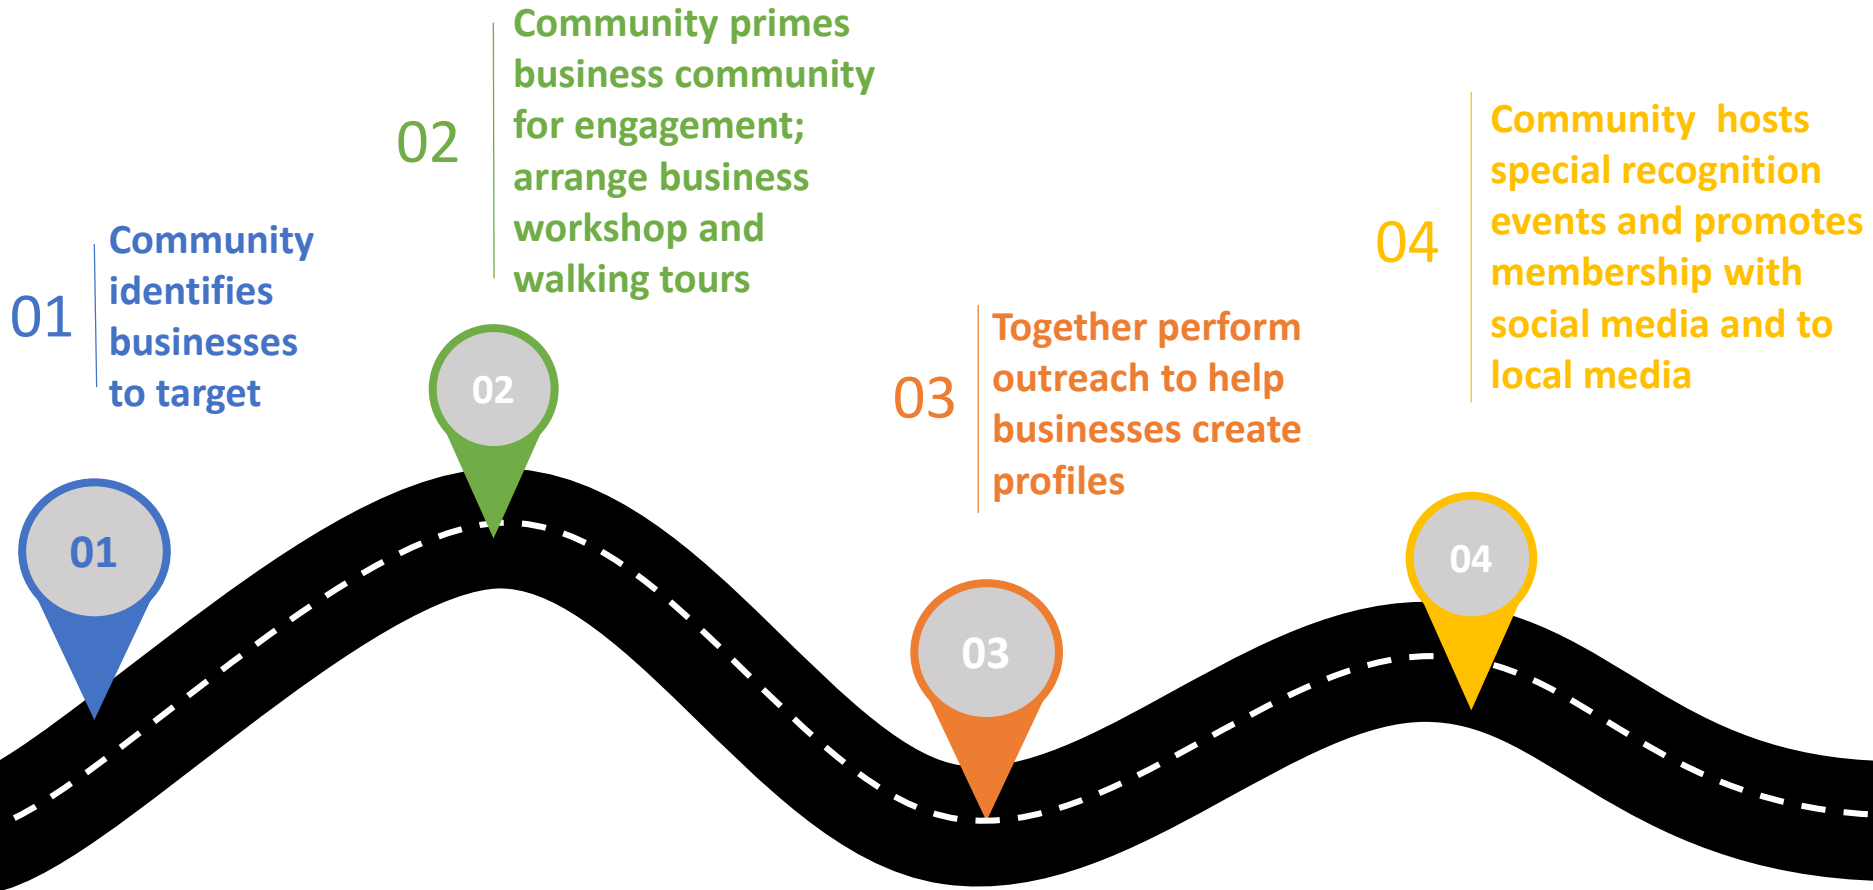 01
Community
identifies
businesses
to target
02
Community primes
business community
for engagement;
arrange business
workshop and
walking tours
03
Together perform
outreach to help
businesses create
profiles
04
Community  hosts
special recognition
events and promotes
membership with
social media and to
local media
01
02
03
04